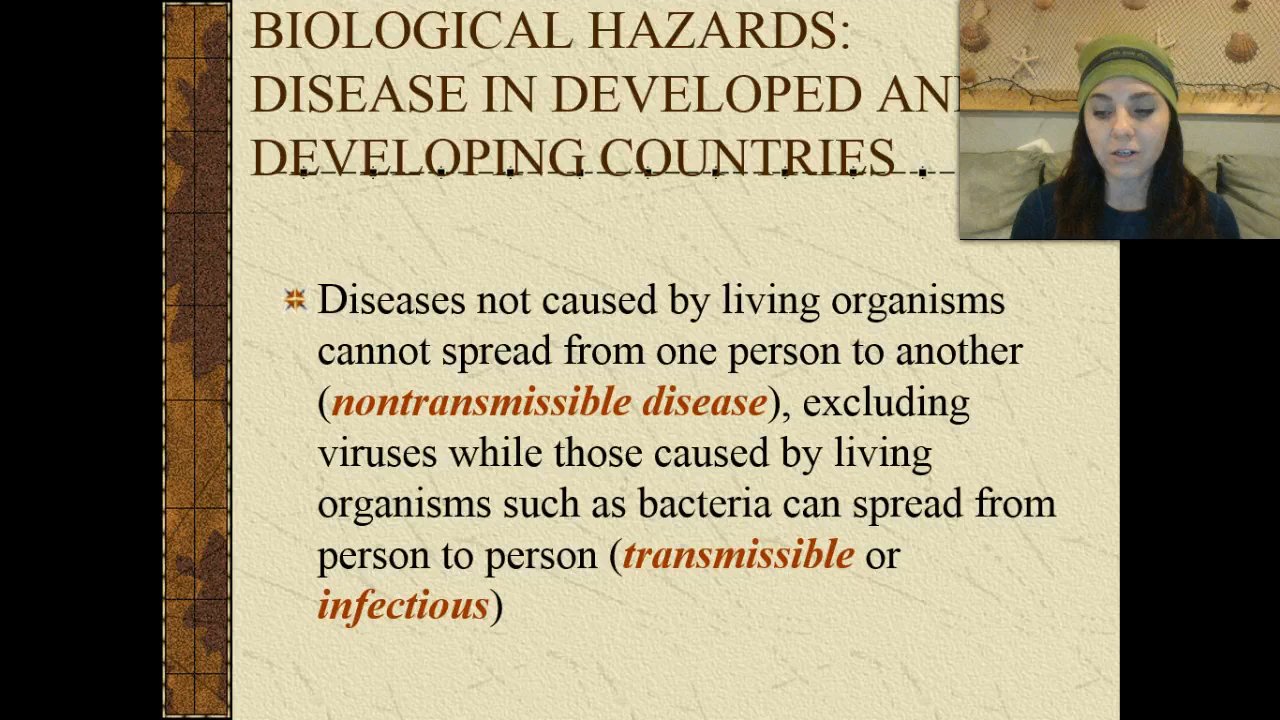 BIOLOGICAL HAZARDS:
DISEASE IN DEVELOPED AN
DEVELOPING COUNTRIES
Diseases not caused by living organisms
cannot spread from one person to another
(nontransmissible disease), excluding
viruses while those caused by living
organisms such as bacteria can spread from
person to person (transmissible or
infectious)